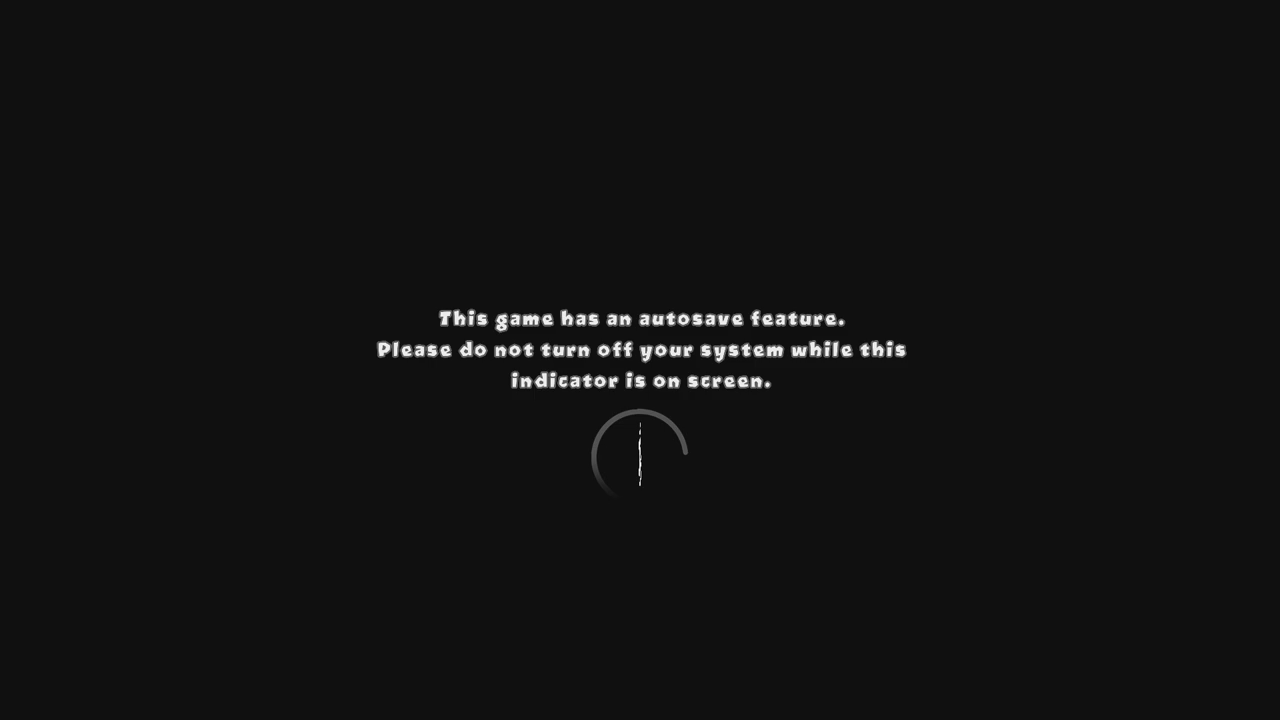 This game has an autosave feature.
Please do not turn off your system while this
indicator is on screen.